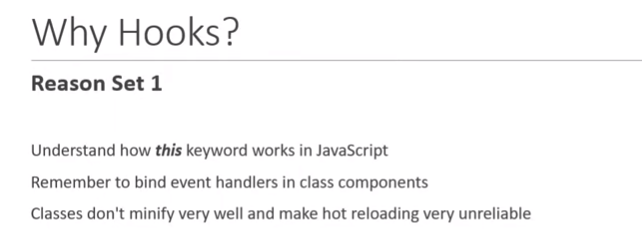 Why Hooks?
Reason Set 1
Understand how this keyword works in JavaScript
Remember to bind event handlers in class components
Classes don't minify very well and make hot reloading very unreliable